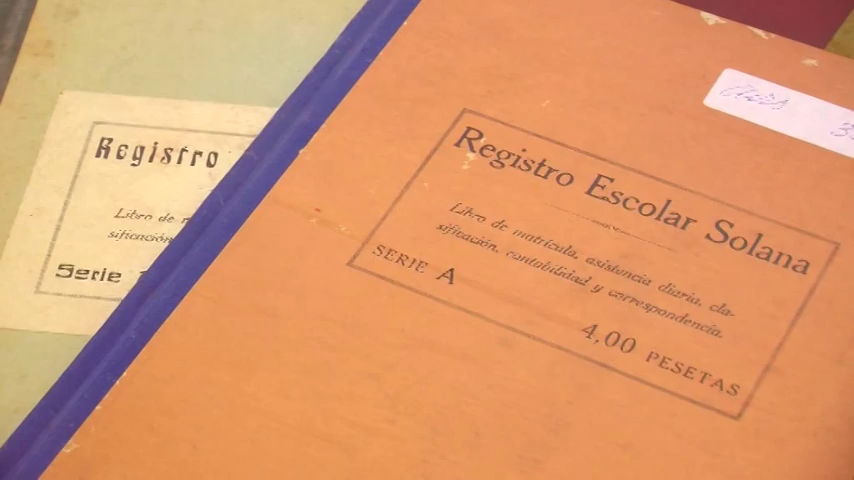 Registro
Libro de
sificación
Serie
Registro Escolar Solana
Libro de matrícula, asistencia diaria, cla-
sificación, contabilidad y correspondencia.
SERIE A
4,00 PESETAS